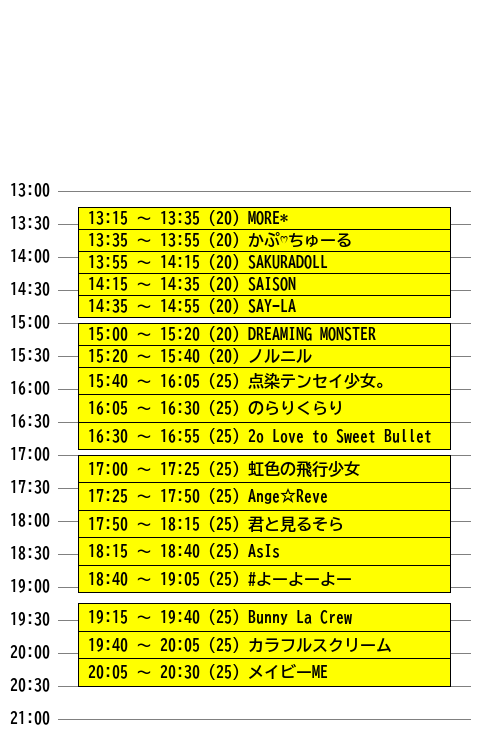 13:00
13:15 ～ 13:35 (20) MORE*
13:30
13:35 ～ 13:55 (20) かぷ♡ちゅーる
14:00
13:55 ～ 14:15 (20) SAKURADOLL
14:15 ～ 14:35 (20) SAISON
14:30
14:35 ～ 14:55 (20) SAY-LA
15:00
15:00 ～ 15:20 (20) DREAMING MONSTER
15:30
15:20 ～ 15:40 (20) ノルニル
15:40 ～ 16:05 (25) 点染テンセイ少女。
16:00
16:05 ～ 16:30 (25) のらりくらり
16:30
16:30 ～ 16:55 (25) 2o Love to Sweet Bullet
17:00
17:00 ～ 17:25 (25) 虹色の飛行少女
17:30
17:25 ～ 17:50 (25) Ange☆Reve
18:00
17:50 ～ 18:15 (25) 君と見るそら
18:30
18:15 ～ 18:40 (25) AsIs
19:00
18:40 ～ 19:05 (25) #よーよーよー
19:30
19:15 ～ 19:40 (25) Bunny La Crew
20:00
19:40 ～ 20:05 (25) カラフルスクリーム
20:05 ～ 20:30 (25) メイビーME
20:30
21:00